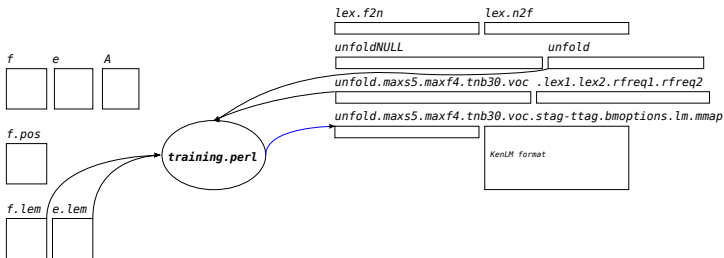 lex.f2n lex.n2f
unfoldNULL unfold
f e A
unfold.maxs5.maxf4.tnb30.voc .lex1.lex2.rfreq1.rfreq2
unfold.maxs5.maxf4.tnb30.voc.stag-ttag.bmoptions.lm.mmap
f.pos
training.perl
KenLM format
f.lem e.lem